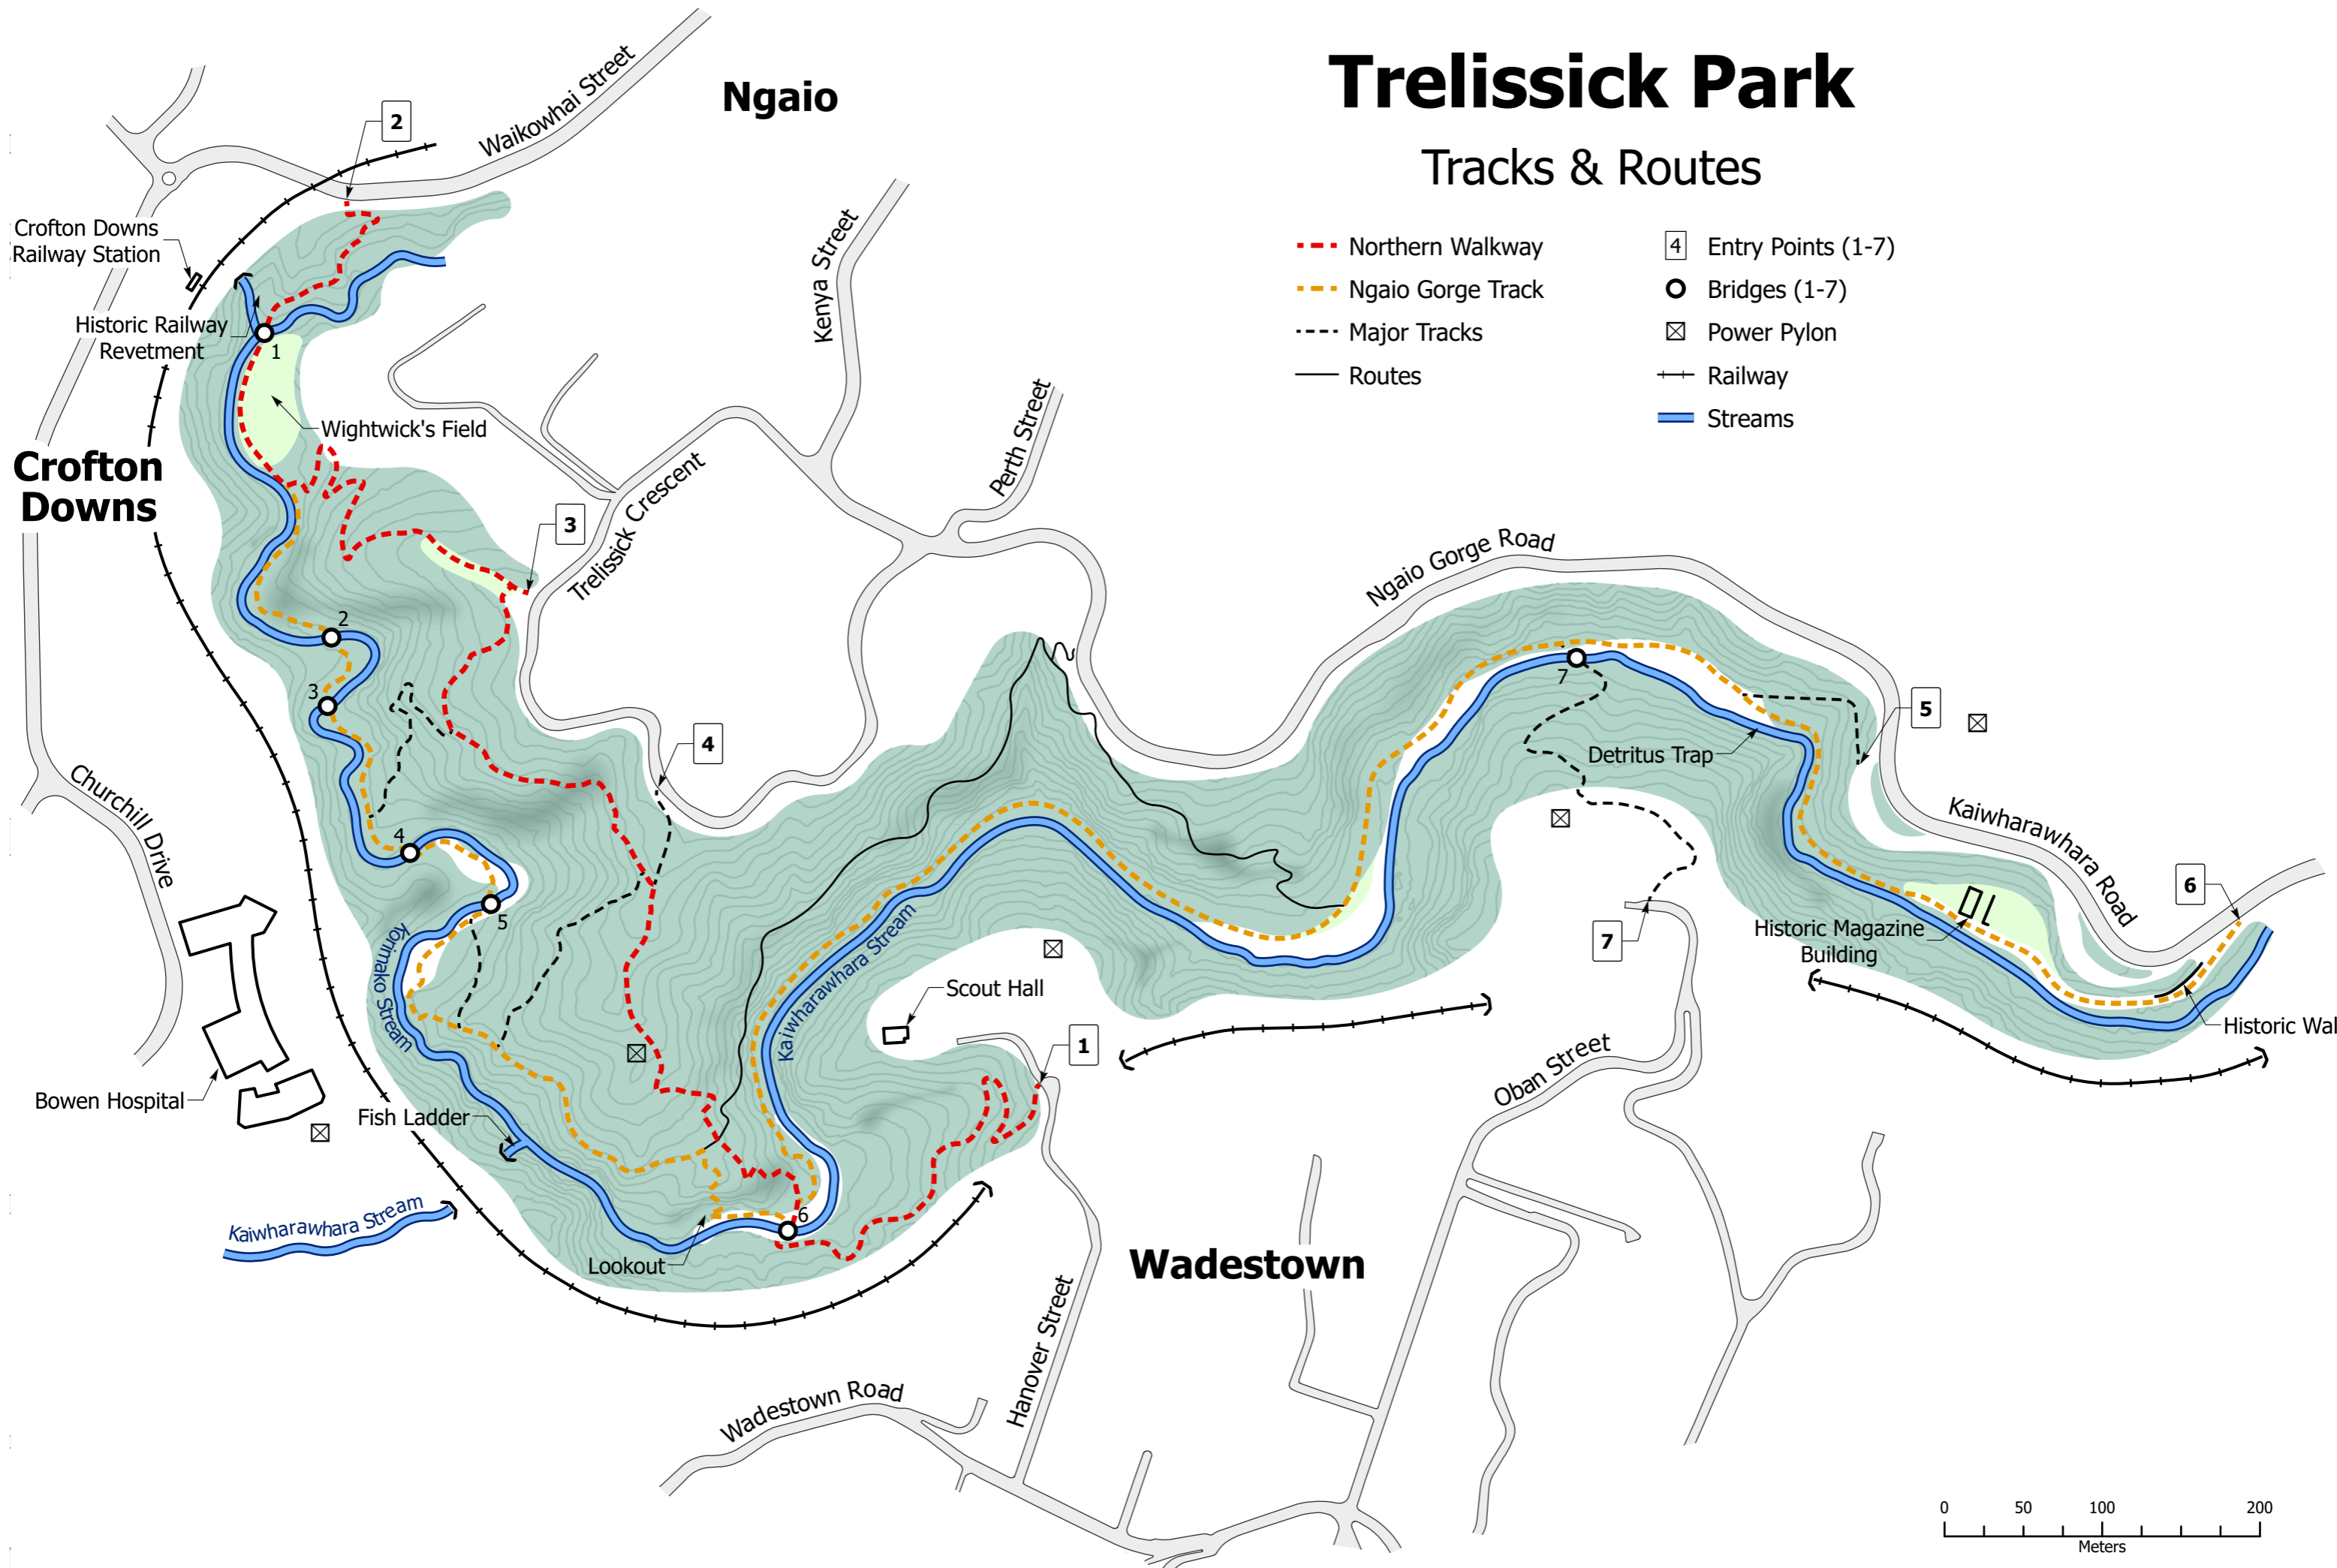 Trelissick Park
Tracks & Routes
Northern Walkway
Ngaio Gorge Track
Major Tracks
Routes
4 Entry Points (1-7)
Bridges (1-7)
Power Pylon
Railway
Streams
Ngaio
Waikowhai Street
2
Crofton Downs
Railway Station
Historic Railway
Revetment
1
Wightwick's Field
Crofton
Downs
Kenya Street
Perth Street
Trelissick Crescent
3
2
3
4
4
5
Churchill Drive
Korimako Stream
Bowen Hospital
Fish Ladder
Kaiwharawhara Stream
Lookout
6
Kaiwharawhara Stream
Scout Hall
1
Ngaio Gorge Road
7
Detritus Trap
5
Kaiwharawhara Road
6
Historic Magazine
Building
7
Historic Wal
Oban Street
Wadestown
Hanover Street
Wadestown Road
0 50 100 200
Meters